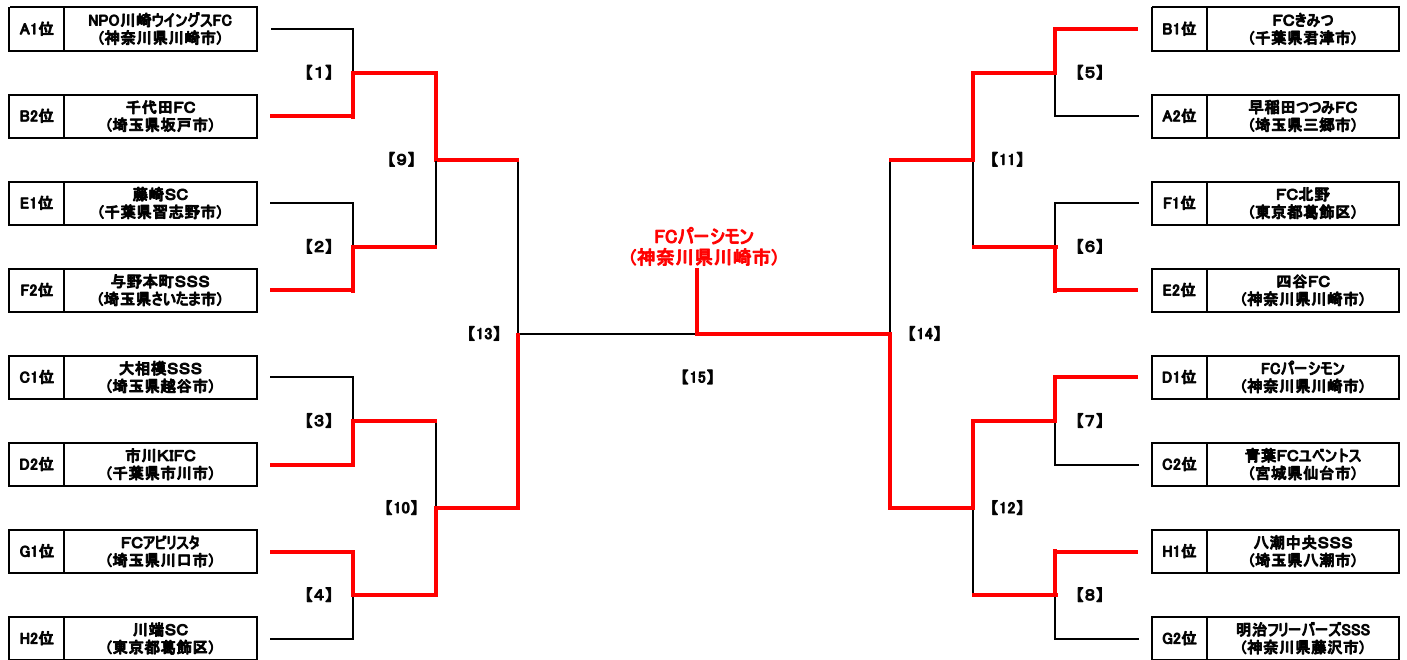 A1位
NPO川崎ウイングスFC
(神奈川県川崎市)
【1】
B2位
千代田FC
(埼玉県坂戸市)
【9】
E1位
藤崎SC
(千葉県習志野市)
【2】
F2位
与野本町SSS
(埼玉県さいたま市)
【13】
C1位
大相模SSS
(埼玉県越谷市)
【3】
D2位
市川KIFC
(千葉県市川市)
【10】
G1位
FCアビリスタ
(埼玉県川口市)
【4】
H2位
川端SC
(東京都葛飾区)
FCパーシモン
(神奈川県川崎市)
【15】
B1位
FCきみつ
(千葉県君津市)
【5】
A2位
早稲田つつみFC
(埼玉県三郷市)
【11】
F1位
FC北野
(東京都葛飾区)
【6】
E2位
四谷FC
(神奈川県川崎市)
【14】
D1位
FCパーシモン
(神奈川県川崎市)
【7】
C2位
青葉FCユベントス
(宮城県仙台市)
【12】
H1位
八潮中央SSS
(埼玉県八潮市)
【8】
G2位
明治フリーバーズSSS
(神奈川県藤沢市)